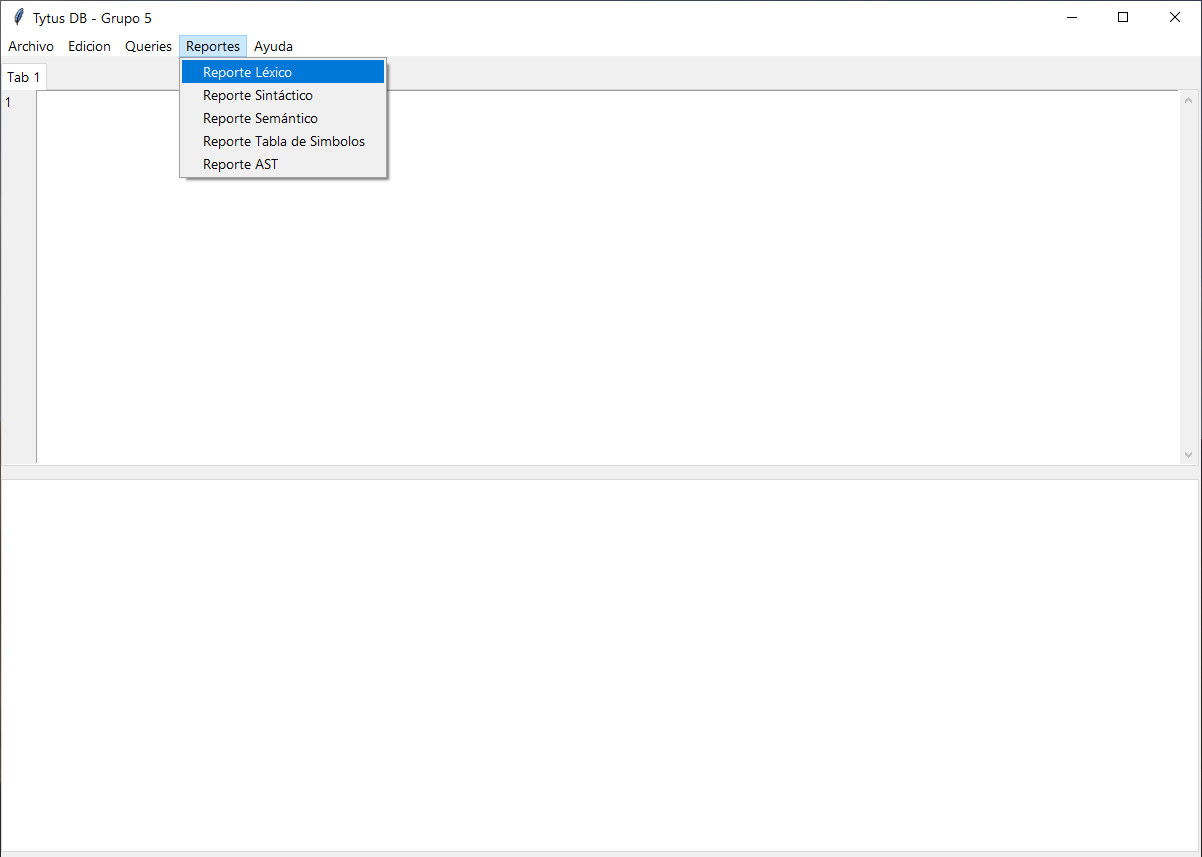 Tytus DB - Grupo 5
Archivo Edicion Queries Reportes Ayuda
Tab 1
1
Reporte Léxico
Reporte Sintáctico
Reporte Semántico
Reporte Tabla de Simbolos
Reporte AST